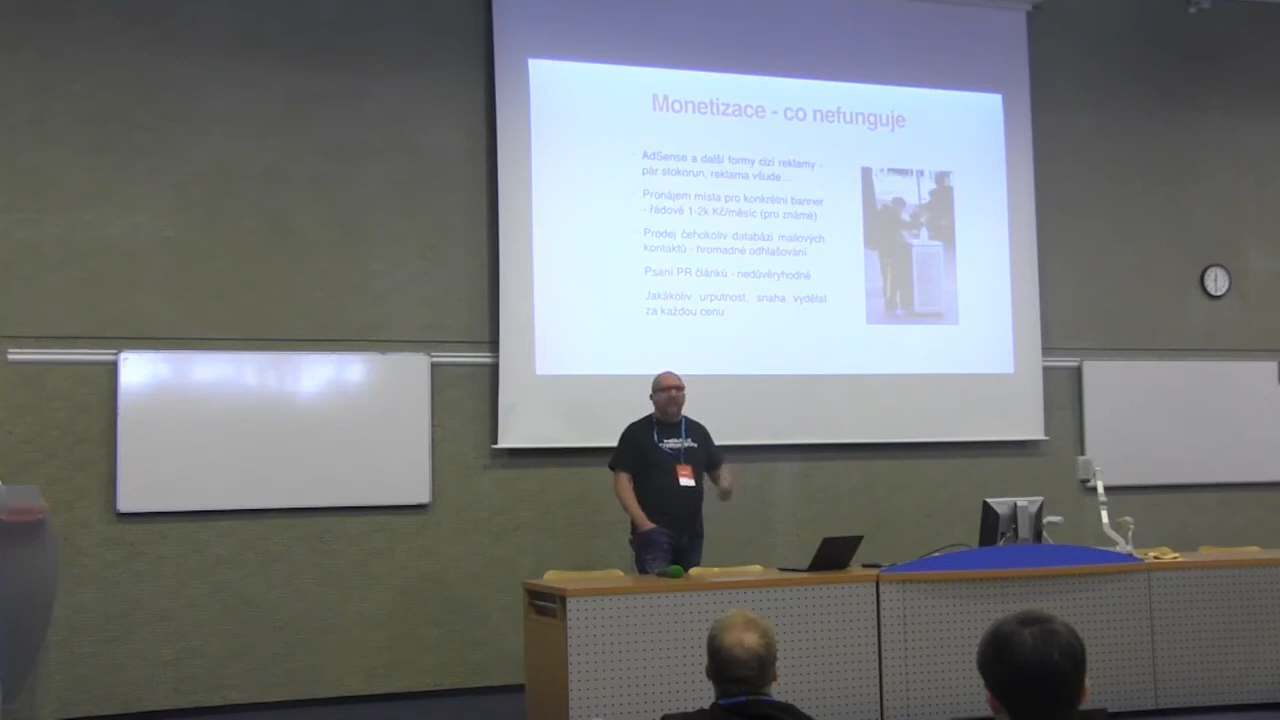 Monetizace - co nefunguje
AdSense a další formy cizí reklamy -
pár stokorun, reklama všude...
Pronájem místa pro konkrétní banner
- řádově 1-2k Kč/měsíc (pro známé)
Prodej čehokoliv databázi mailových
kontaktů - hromadné odhlašování
Psaní PR článků - nedůvěryhodné
Jakákoliv urputnost, snaha vydělat
za každou cenu